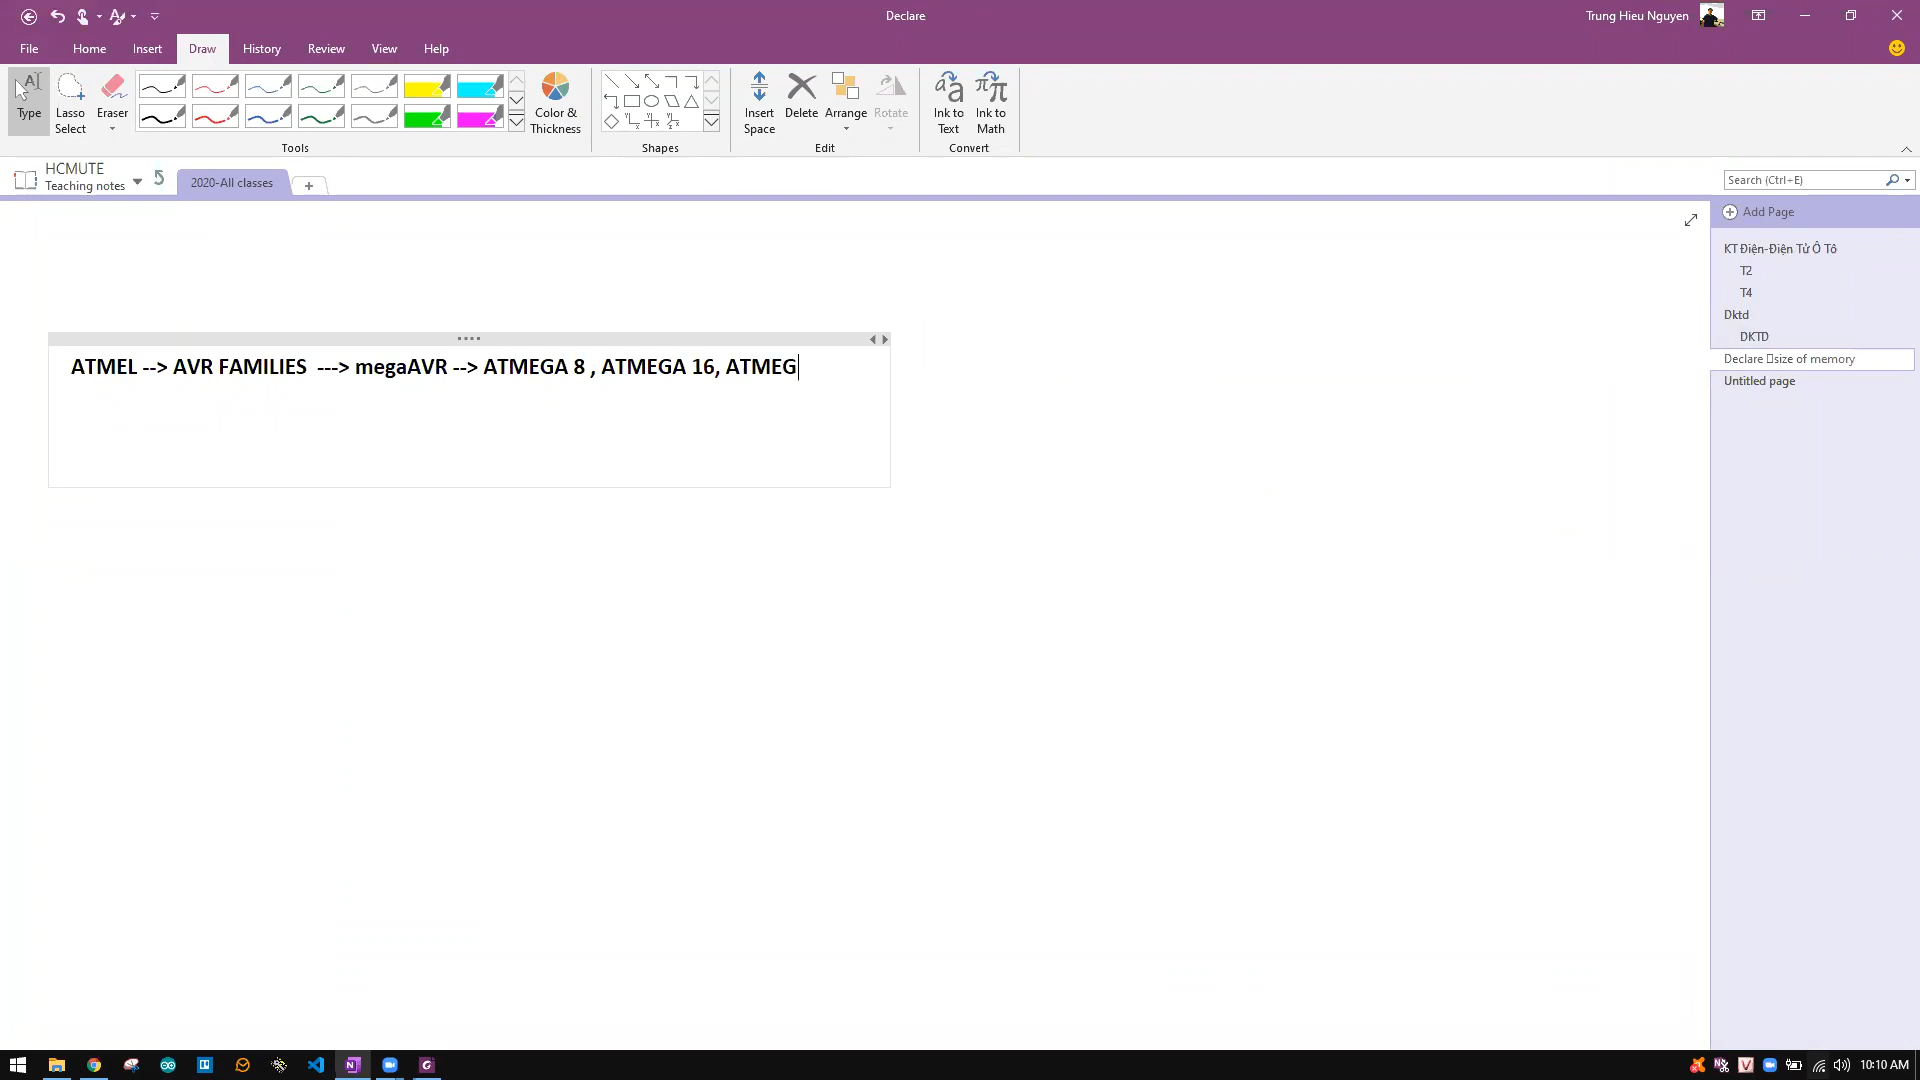 Declare
Trung Hieu Nguyen
File Home Insert Draw History Review View Help
Type
Lasso Select
Eraser
Color & Thickness
Insert Space
Delete
Arrange
Rotate
Ink to Text
Ink to Math
Tools
Shapes
Edit
Convert
HCMUTE
Teaching notes
2020-All classes
Search (Ctrl+E)
Add Page
KT Điện-Điện Tử Ô Tô
T2
T4
Dktd
DKTD
Declare size of memory
Untitled page
ATMEL --> AVR FAMILIES ---> megaAVR --> ATMEGA 8 , ATMEGA 16, ATMEG
10:10 AM